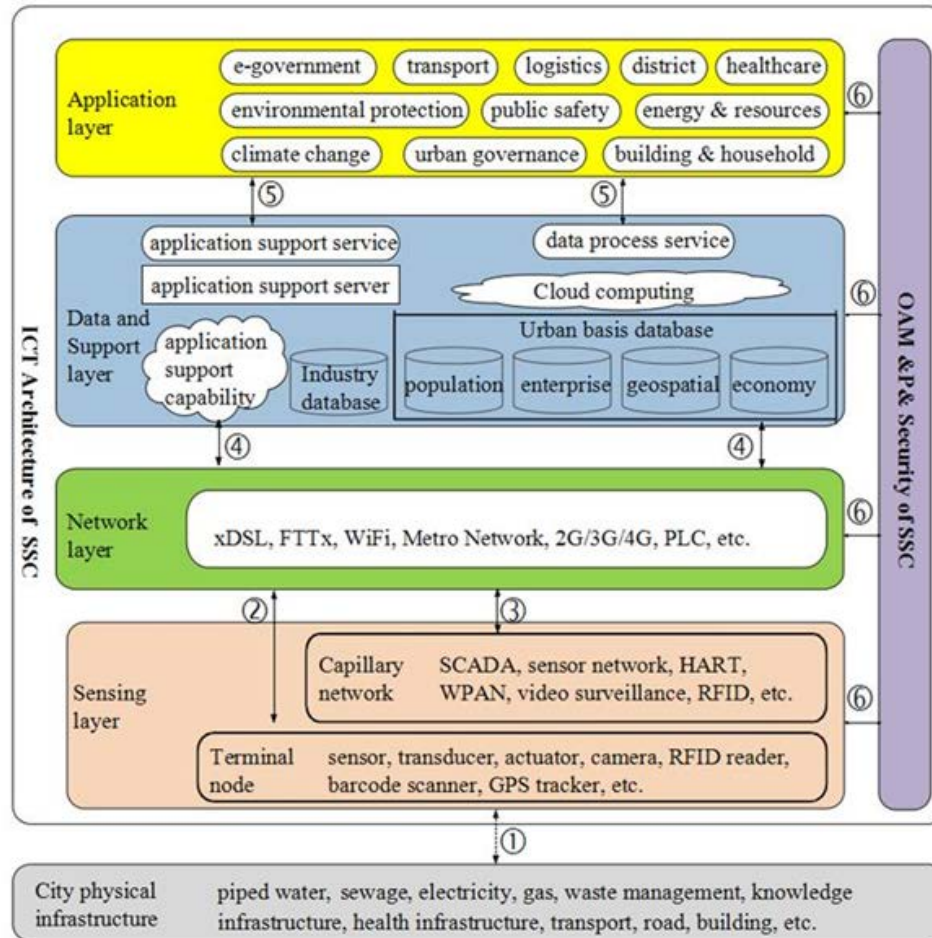 e-government transport logistics district healthcare
Application
layer
environmental protection public safety energy & resources
climate change urban governance building & household
⑥
⑤ ⑤
application support service data process service
application support server Cloud computing
⑥
Data and
Support
layer
application
support
capability
Industry
database
Urban basis database
population enterprise geospatial economy
④ ④
ICT Architecture of SSC
OAM &P& Security of SSC
Network
layer
xDSL, FTTx, WiFi, Metro Network, 2G/3G/4G, PLC, etc.
⑥
② ③
Sensing
layer
Capillary SCADA, sensor network, HART,
network WPAN, video surveillance, RFID, etc.
⑥
Terminal sensor, transducer, actuator, camera, RFID reader,
node barcode scanner, GPS tracker, etc.
①
City physical piped water, sewage, electricity, gas, waste management, knowledge
infrastructure infrastructure, health infrastructure, transport, road, building, etc.